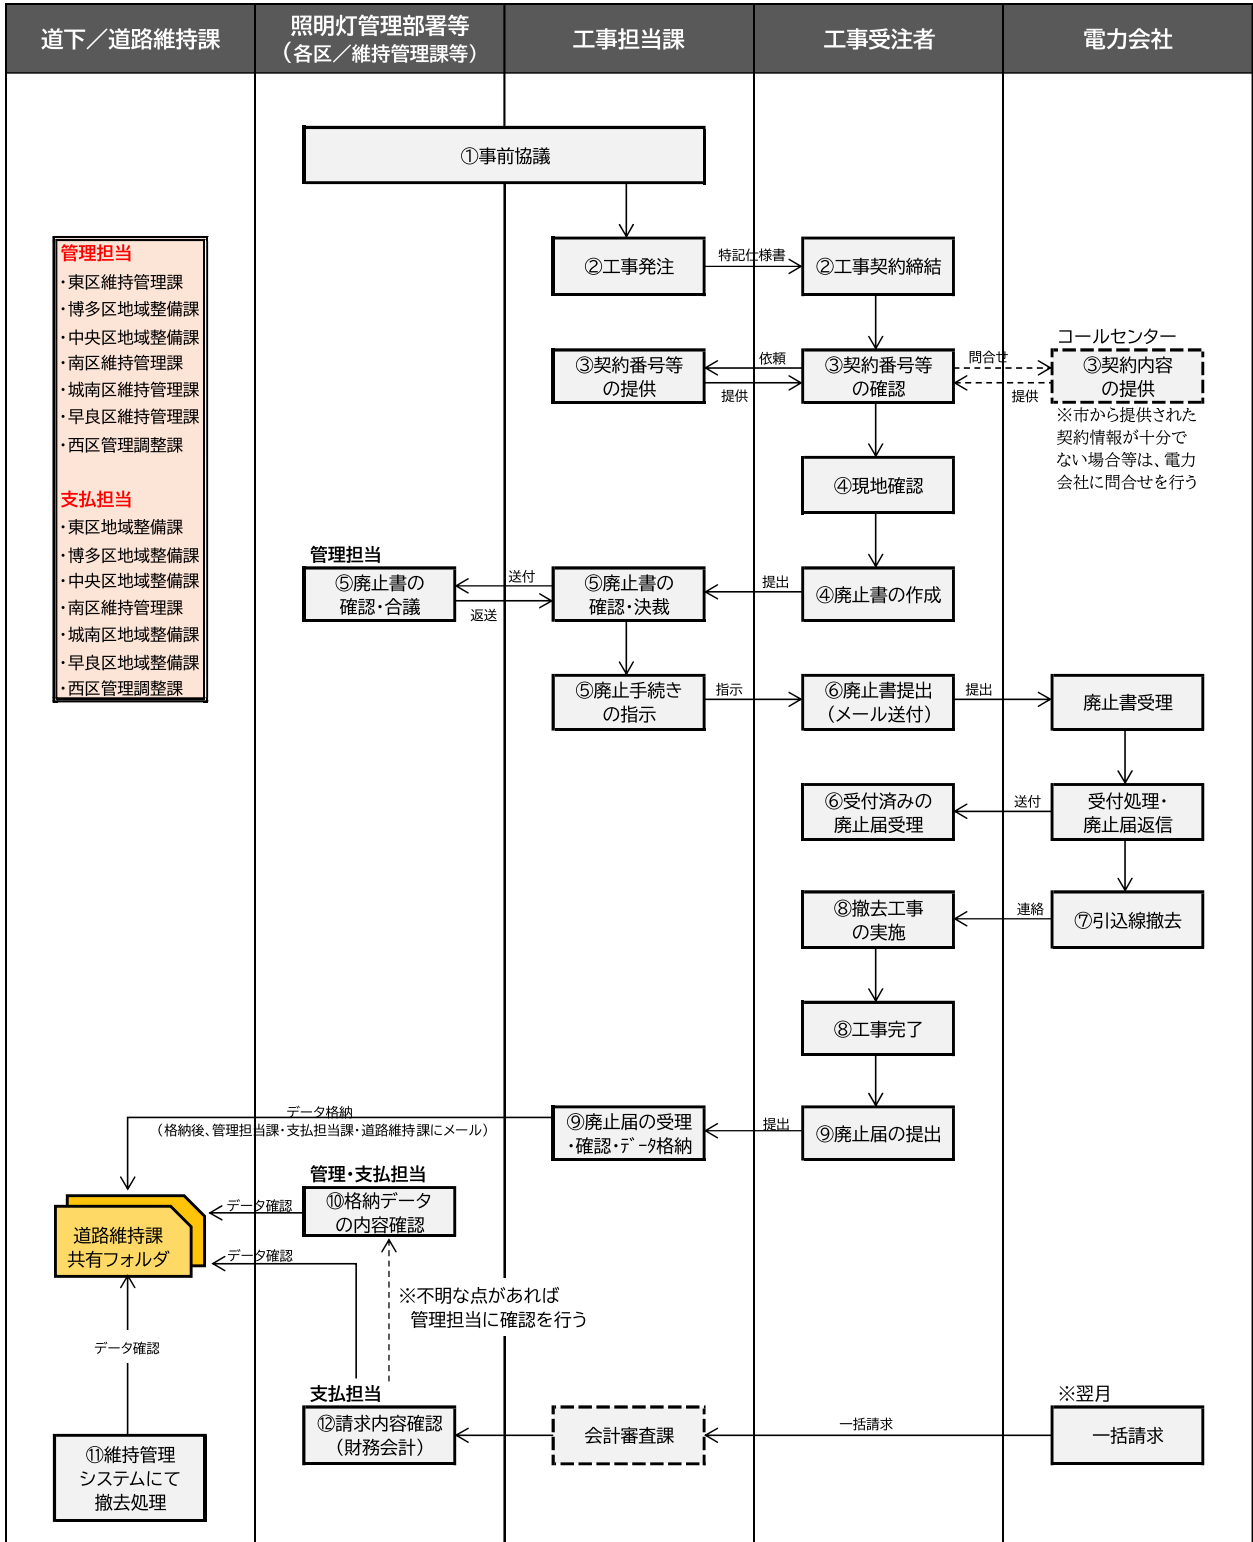 道下／道路維持課
照明灯管理部署等
（各区／維持管理課等）
工事担当課
工事受注者
電力会社
①事前協議
管理担当
・東区維持管理課
・博多区地域整備課
・中央区地域整備課
・南区維持管理課
・城南区維持管理課
・早良区維持管理課
・西区管理調整課
支払担当
・東区地域整備課
・博多区地域整備課
・中央区地域整備課
・南区維持管理課
・城南区地域整備課
・早良区地域整備課
・西区管理調整課
②工事発注
特記仕様書
②工事契約締結
③契約番号等
の提供
依頼
提供
③契約番号等
の確認
問合せ
提供
コールセンター
③契約内容
の提供
※市から提供された
契約情報が十分で
ない場合等は、電力
会社に問合せを行う
④現地確認
管理担当
⑤廃止書の
確認・合議
送付
返送
⑤廃止書の
確認・決裁
提出
④廃止書の作成
⑤廃止手続き
の指示
指示
⑥廃止書提出
（メール送付）
提出
廃止書受理
⑥受付済みの
廃止届受理
送付
受付処理・
廃止届返信
⑧撤去工事
の実施
連絡
⑦引込線撤去
⑧工事完了
データ格納
（格納後、管理担当課・支払担当課・道路維持課にメール）
⑨廃止届の受理
・確認・データ格納
提出
⑨廃止届の提出
管理・支払担当
⑩格納データ
の内容確認
データ確認
道路維持課
共有フォルダ
データ確認
※不明な点があれば
管理担当に確認を行う
データ確認
支払担当
⑫請求内容確認
（財務会計）
会計審査課
一括請求
※翌月
一括請求
⑪維持管理
システムにて
撤去処理